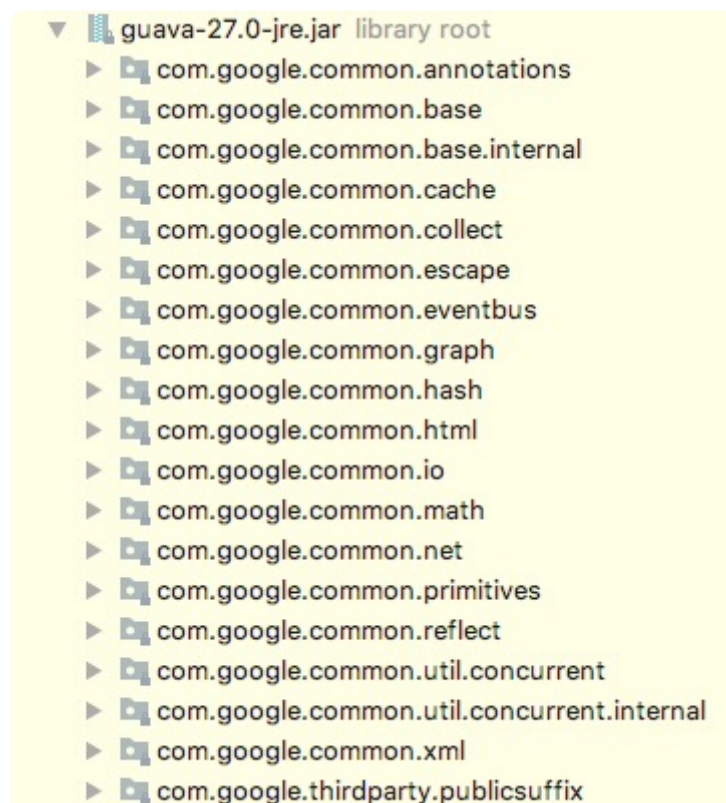 guava-27.0-jre.jar library root
com.google.common.annotations
com.google.common.base
com.google.common.base.internal
com.google.common.cache
com.google.common.collect
com.google.common.escape
com.google.common.eventbus
com.google.common.graph
com.google.common.hash
com.google.common.html
com.google.common.io
com.google.common.math
com.google.common.net
com.google.common.primitives
com.google.common.reflect
com.google.common.util.concurrent
com.google.common.util.concurrent.internal
com.google.common.xml
com.google.thirdparty.publicsuffix